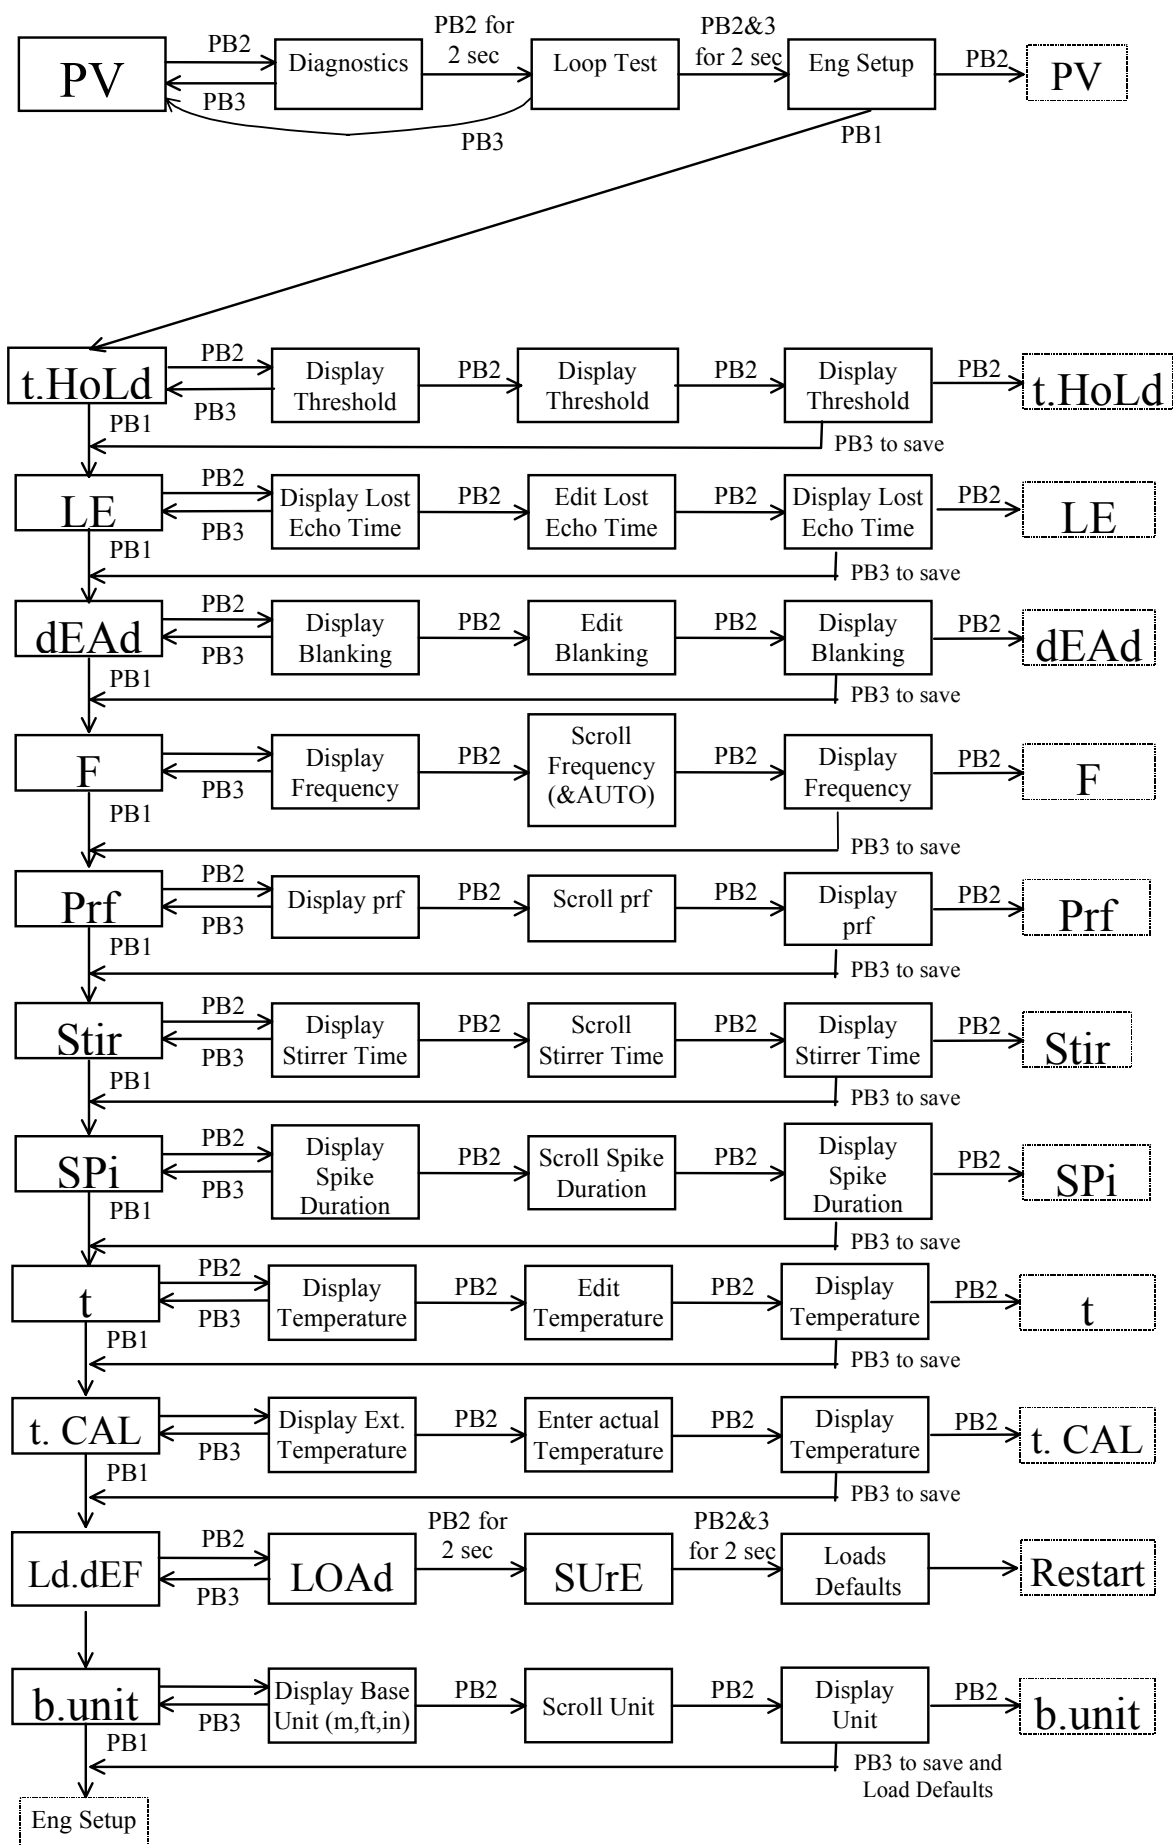 PB2 for
2 sec
PB2&3
for 2 sec
PV
PB2
PB3
Diagnostics
Loop Test
Eng Setup
PB2
PV
PB3
PB1
t.HoLd
PB2
PB3
Display
Threshold
PB2
Display
Threshold
PB2
Display
Threshold
PB2
t.HoLd
PB1
PB3 to save
LE
PB2
PB3
Display Lost
Echo Time
PB2
Edit Lost
Echo Time
PB2
Display Lost
Echo Time
PB2
LE
PB1
PB3 to save
dEAd
PB2
PB3
Display
Blanking
PB2
Edit
Blanking
PB2
Display
Blanking
PB2
dEAd
PB1
PB3 to save
F
PB3
Display
Frequency
PB2
Scroll
Frequency
(&AUTO)
PB2
Display
Frequency
PB2
F
PB1
PB3 to save
Prf
PB2
PB3
Display prf
PB2
Scroll prf
PB2
Display
prf
PB2
Prf
PB1
PB3 to save
Stir
PB2
PB3
Display
Stirrer Time
PB2
Scroll
Stirrer Time
PB2
Display
Stirrer Time
PB2
Stir
PB1
PB3 to save
SPi
PB2
PB3
Display
Spike
Duration
PB2
Scroll Spike
Duration
PB2
Display
Spike
Duration
PB2
SPi
PB1
PB3 to save
t
PB2
PB3
Display
Temperature
PB2
Edit
Temperature
PB2
Display
Temperature
PB2
t
PB1
PB3 to save
t. CAL
PB3
Display Ext.
Temperature
PB2
Enter actual
Temperature
PB2
Display
Temperature
PB2
t. CAL
PB1
PB3 to save
Ld.dEF
PB2
PB3
LOAd
PB2 for
2 sec
SUrE
PB2&3
for 2 sec
Loads
Defaults
Restart
b.unit
PB3
Display Base
Unit (m,ft,in)
PB2
Scroll Unit
PB2
Display
Unit
PB2
b.unit
PB1
PB3 to save and
Load Defaults
Eng Setup